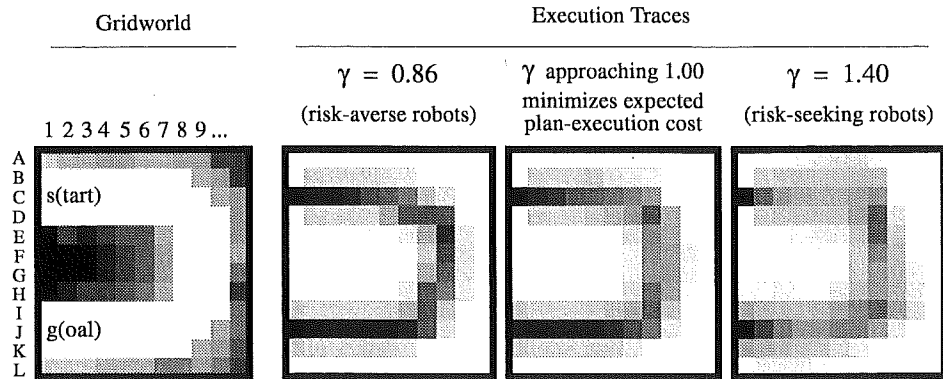 Gridworld
Execution Traces
γ = 0.86
(risk-averse robots)
γ approaching 1.00
minimizes expected
plan-execution cost
γ = 1.40
(risk-seeking robots)
1 2 3 4 5 6 7 8 9 ...
A
B
C
D
E
F
G
H
I
J
K
L
s(tart)
g(oal)